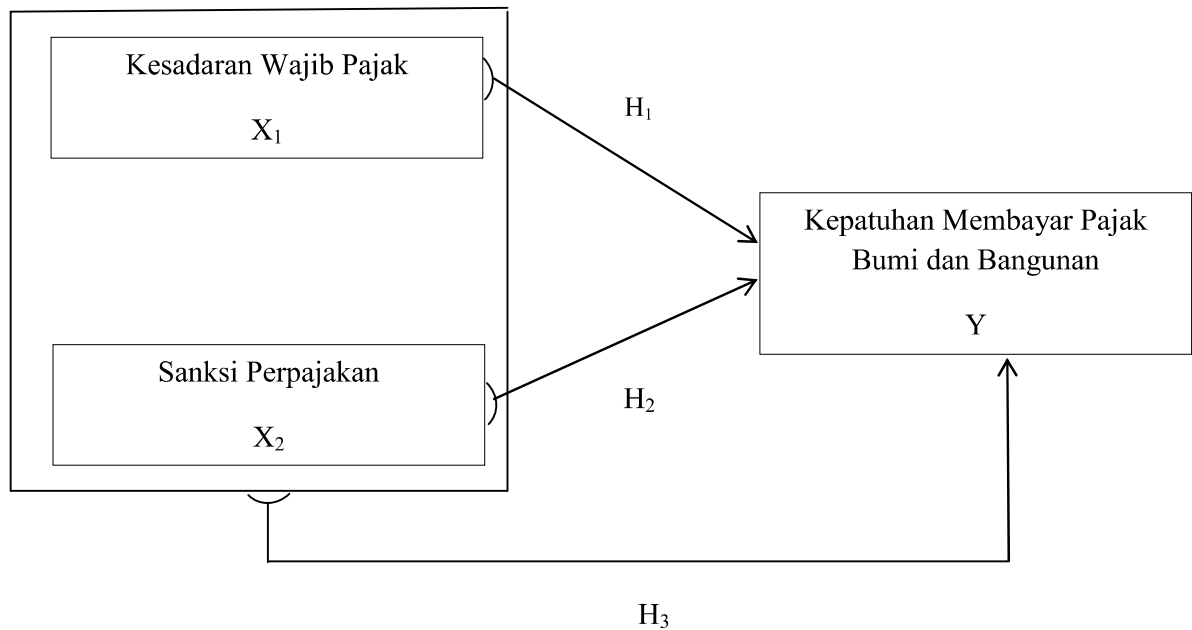 Kesadaran Wajib Pajak
X₁
H₁
Kepatuhan Membayar Pajak
Bumi dan Bangunan
Y
Sanksi Perpajakan
X₂
H₂
H₃